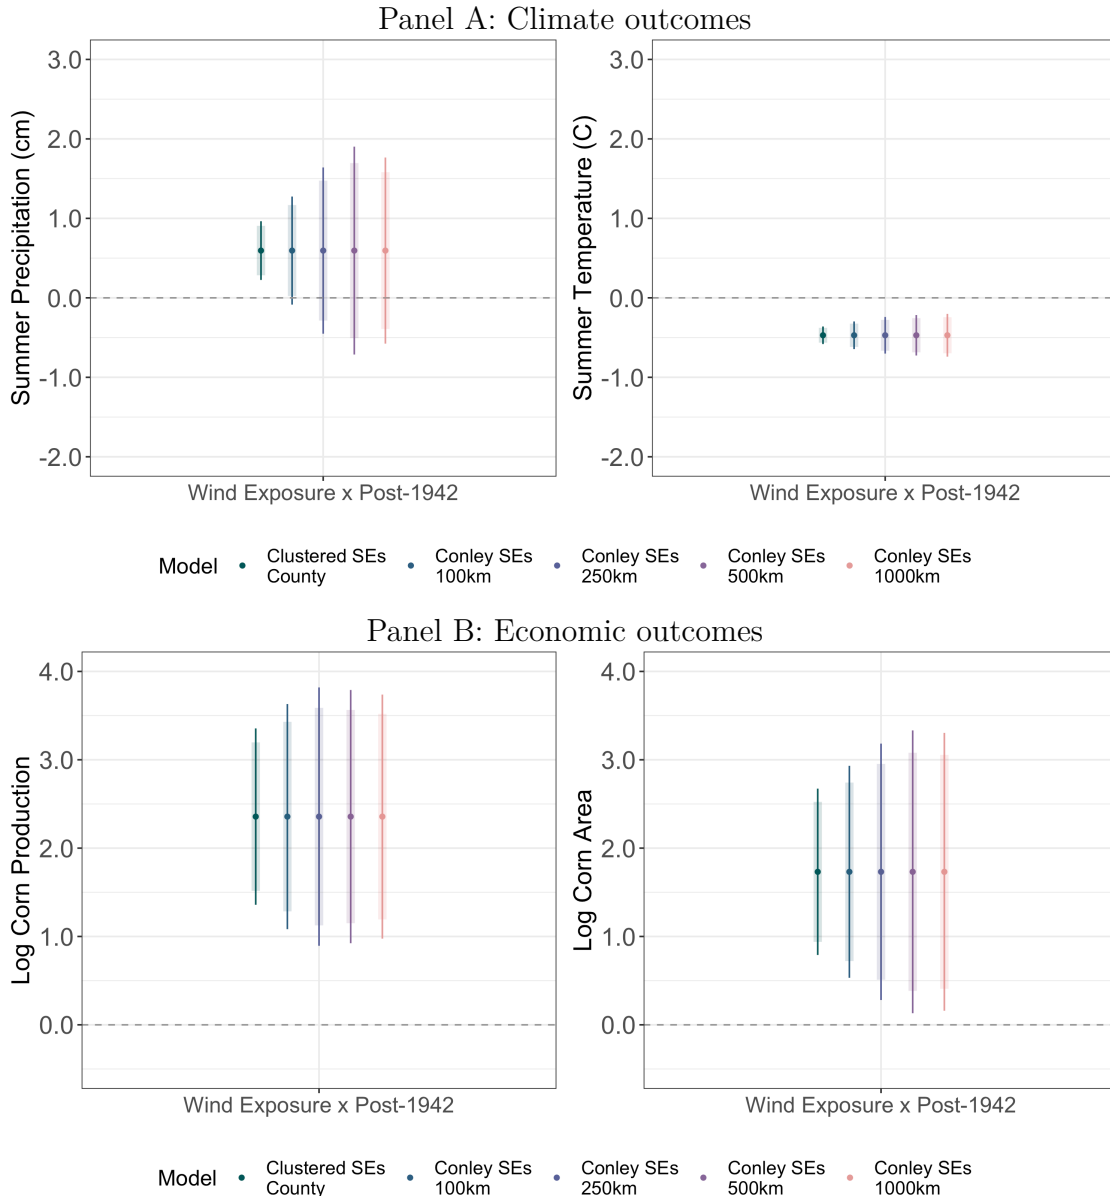 Panel A: Climate outcomes
Summer Precipitation (cm)
3.0
2.0
1.0
0.0
-1.0
-2.0
Wind Exposure x Post-1942
Summer Temperature (C)
3.0
2.0
1.0
0.0
-1.0
-2.0
Wind Exposure x Post-1942
Model
Clustered SEs
County
Conley SEs
100km
Conley SEs
250km
Conley SEs
500km
Conley SEs
1000km
Panel B: Economic outcomes
Log Corn Production
4.0
3.0
2.0
1.0
0.0
Wind Exposure x Post-1942
Log Corn Area
4.0
3.0
2.0
1.0
0.0
Wind Exposure x Post-1942
Model
Clustered SEs
County
Conley SEs
100km
Conley SEs
250km
Conley SEs
500km
Conley SEs
1000km